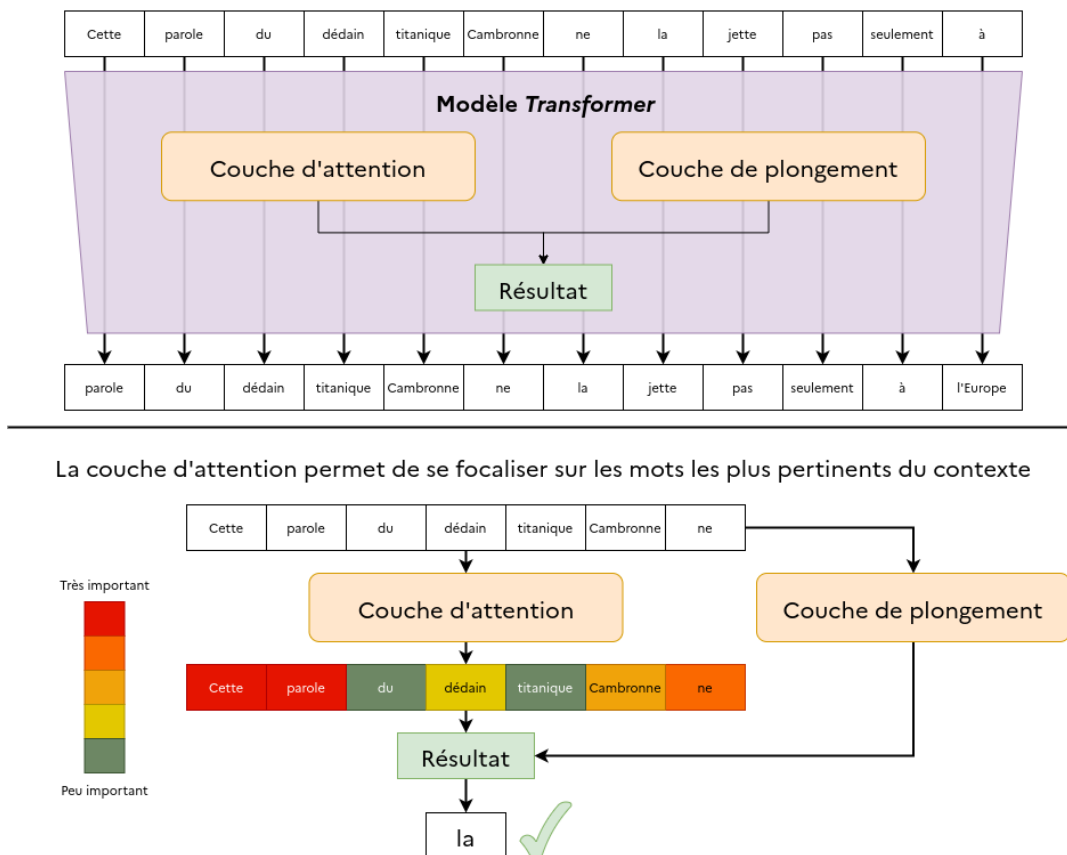 Cette parole du dédain titanique Cambronne ne la jette pas seulement à
Modèle Transformer
Couche d'attention Couche de plongement
Résultat
parole du dédain titanique Cambronne ne la jette pas seulement à l'Europe
La couche d'attention permet de se focaliser sur les mots les plus pertinents du contexte
Cette parole du dédain titanique Cambronne ne
Très important
Couche d'attention Couche de plongement
Cette parole du dédain titanique Cambronne ne
Résultat
Peu important
la